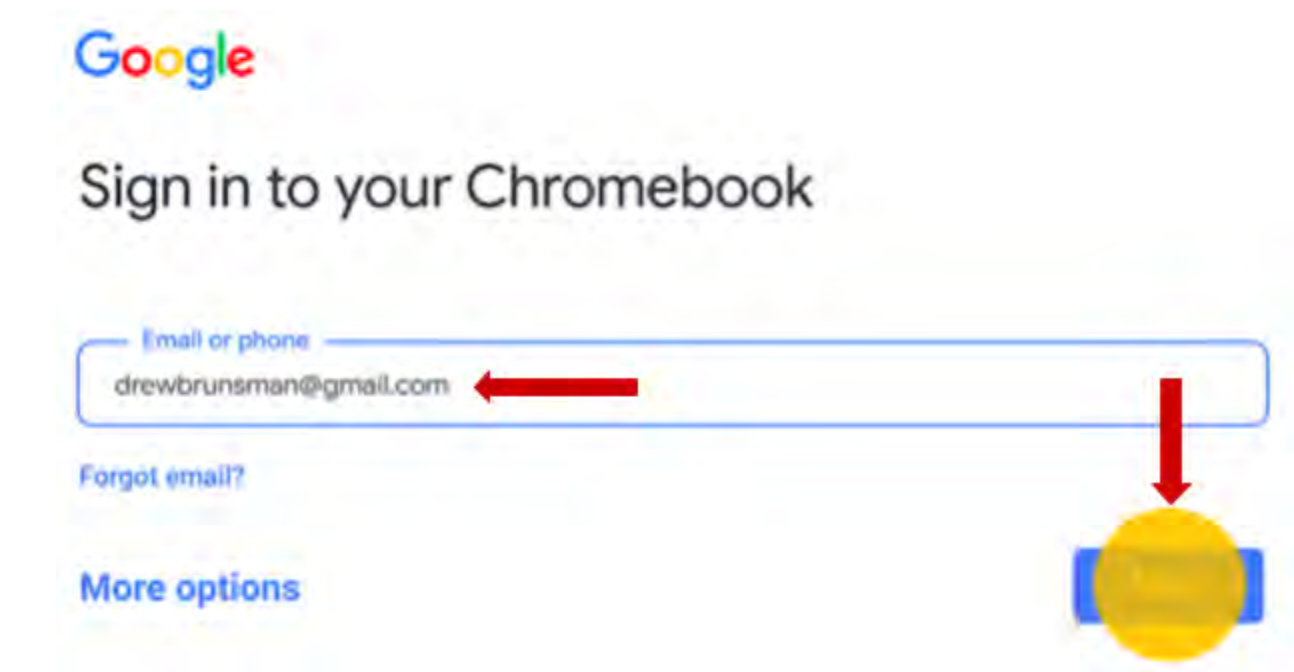 Google
Sign in to your Chromebook
Email or phone
drewbrunsman@gmail.com
Forgot email?
More options